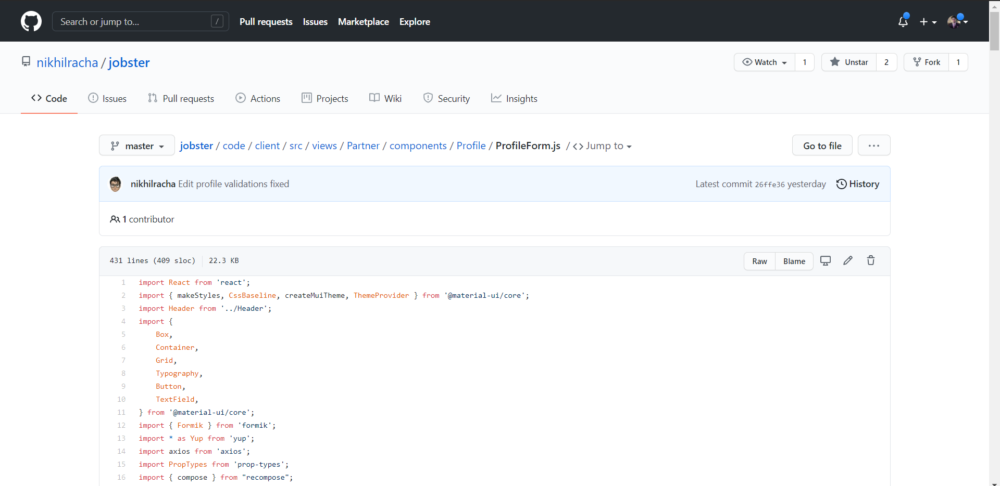 Search or jump to... /
Pull requests Issues Marketplace Explore
nikhilracha / jobster
Watch 1 Unstar 2 Fork 1
Code Issues Pull requests Actions Projects Wiki Security Insights
master jobster / code / client / src / views / Partner / components / Profile / ProfileForm.js / <> Jump to
Go to file ...
nikhilracha Edit profile validations fixed
Latest commit 26ffe36 yesterday History
1 contributor
431 lines (409 sloc) 22.3 KB
Raw Blame
1 import React from 'react';
2 import { makeStyles, CssBaseline, createMuiTheme, ThemeProvider } from '@material-ui/core';
3 import Header from '../Header';
4 import {
5 Box,
6 Container,
7 Grid,
8 Typography,
9 Button,
10 TextField,
11 } from '@material-ui/core';
12 import { Formik } from 'formik';
13 import * as Yup from 'yup';
14 import axios from 'axios';
15 import PropTypes from 'prop-types';
16 import { compose } from "recompose";